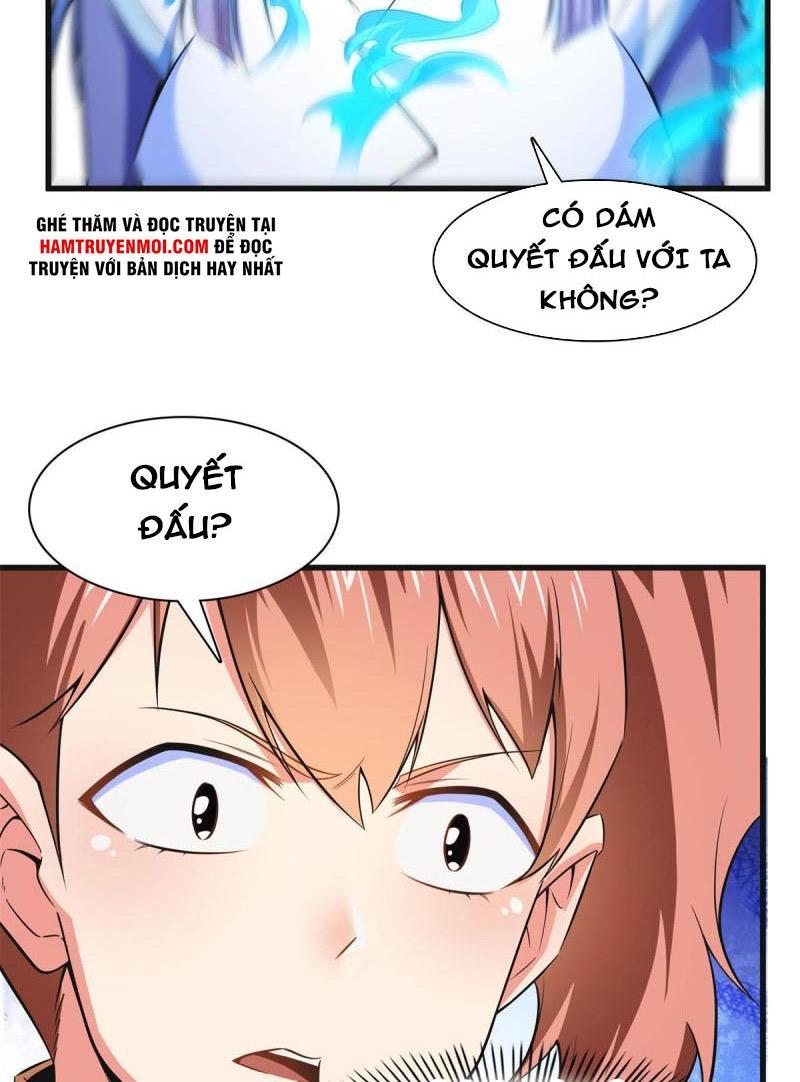 GHÉ THĂM VÀ ĐỌC TRUYỆN TẠI
HAMTRUYENMOI.COM ĐỂ ĐỌC
TRUYỆN VỚI BẢN DỊCH HAY NHẤT
CÓ DÁM
QUYẾT ĐẤU VỚI TA
KHÔNG?
QUYẾT
ĐẤU?